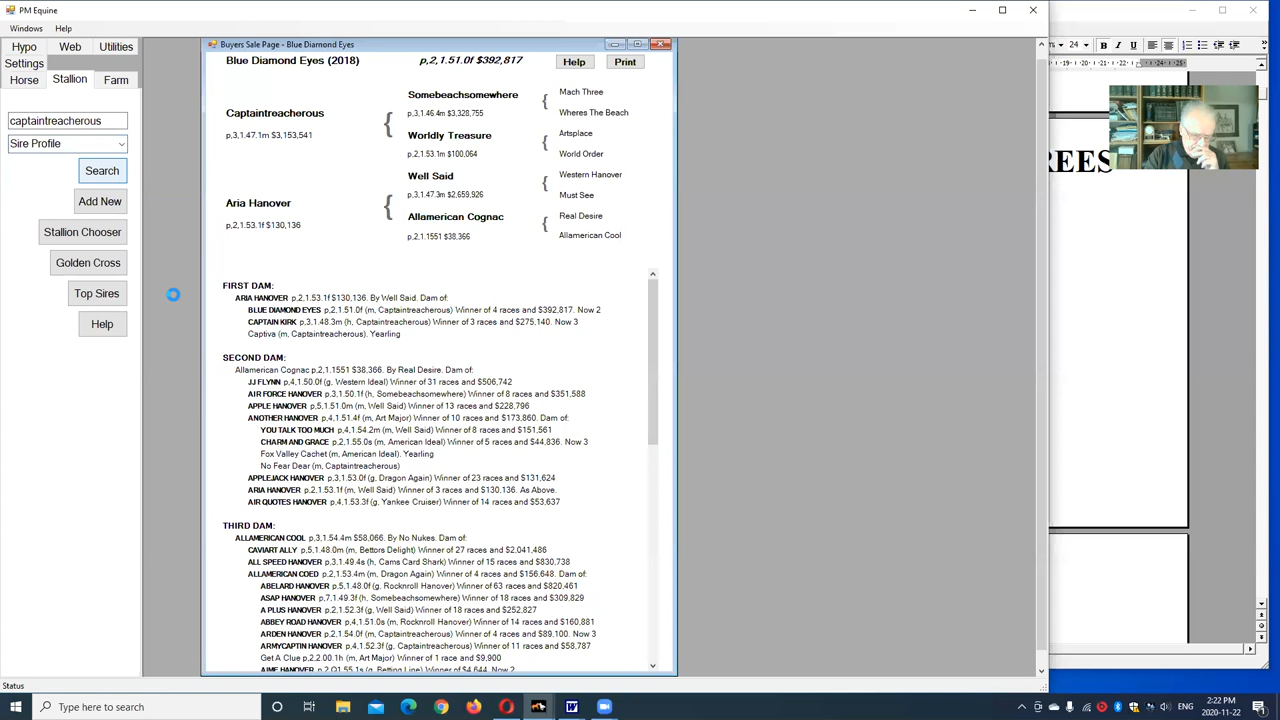 PM Equine
Windows Help
Hypo Web Utilities
Settings
Horse Stallion Farm
captaintreacherous
Sire Profile
Search
Add New
Stallion Chooser
Golden Cross
Top Sires
Help
Buyers Sale Page - Blue Diamond Eyes
Blue Diamond Eyes (2018) p,2,1.51.0f $392,817 Help Print
Somebeachsomewhere
p,3,1.46.4m $3,328,755
Mach Three
Wheres The Beach
Captaintreacherous
p,3,1.47.1m $3,153,541
Worldly Treasure
p,2,1.53.1m $100,064
Artsplace
World Order
Well Said
p,3,1.47.3m $2,659,926
Western Hanover
Must See
Aria Hanover
p,2,1.53.1f $130,136
Allamerican Cognac
p,2,1.1551 $38,366
Real Desire
Allamerican Cool
FIRST DAM:
ARIA HANOVER p,2,1.53.1f $130,136. By Well Said. Dam of:
BLUE DIAMOND EYES p,2,1.51.0f (m, Captaintreacherous) Winner of 4 races and $392,817. Now 2
CAPTAIN KIRK p,3,1.48.3m (h, Captaintreacherous) Winner of 3 races and $275,140. Now 3
Captiva (m, Captaintreacherous). Yearling
SECOND DAM:
Allamerican Cognac p,2,1.1551 $38,366. By Real Desire. Dam of:
JJ FLYNN p,4,1.50.0f (g, Western Ideal) Winner of 31 races and $506,742
AIR FORCE HANOVER p,3,1.50.1f (h, Somebeachsomewhere) Winner of 8 races and $351,588
APPLE HANOVER p,5,1.51.0m (m, Well Said) Winner of 13 races and $228,796
ANOTHER HANOVER p,4,1.51.4f (m, Art Major) Winner of 10 races and $173,860. Dam of:
YOU TALK TOO MUCH p,4,1.54.2m (m, Well Said) Winner of 8 races and $151,561
CHARM AND GRACE p,2,1.55.0s (m, American Ideal) Winner of 5 races and $44,836. Now 3
Fox Valley Cachet (m, American Ideal). Yearling
No Fear Dear (m, Captaintreacherous)
APPLEJACK HANOVER p,3,1.53.0f (g, Dragon Again) Winner of 23 races and $131,624
ARIA HANOVER p,2,1.53.1f (m, Well Said) Winner of 3 races and $130,136. As Above.
AIR QUOTES HANOVER p,4,1.53.3f (g, Yankee Cruiser) Winner of 14 races and $53,637
THIRD DAM:
ALLAMERICAN COOL p,3,1.54.4m $58,066. By No Nukes. Dam of:
CAVIART ALLY p,5,1.48.0m (m, Bettors Delight) Winner of 27 races and $2,041,486
ALL SPEED HANOVER p,3,1.49.4s (h, Cams Card Shark) Winner of 15 races and $830,738
ALLAMERICAN COED p,2,1.53.4m (m, Dragon Again) Winner of 4 races and $156,648. Dam of:
ABELARD HANOVER p,5,1.48.0f (g, Rocknroll Hanover) Winner of 63 races and $820,461
ASAP HANOVER p,7,1.49.3f (h, Somebeachsomewhere) Winner of 18 races and $309,829
A PLUS HANOVER p,2,1.52.3f (g, Well Said) Winner of 18 races and $252,827
ABBEY ROAD HANOVER p,4,1.51.0s (m, Rocknroll Hanover) Winner of 14 races and $160,881
ARDEN HANOVER p,2,1.54.0f (m, Captaintreacherous) Winner of 4 races and $89,100. Now 3
ARMYCAPTIN HANOVER p,4,1.52.3f (g, Captaintreacherous) Winner of 11 races and $58,787
Get A Clue p,2,2.00.1h (m, Art Major) Winner of 1 race and $9,900
AIME HANOVER p,2,Q1.55.1s (g, Betting Line) Winner of $4,644. Now 2
24 B I U
24 25
REES
Status
Type here to search
2:22 PM
2020-11-22